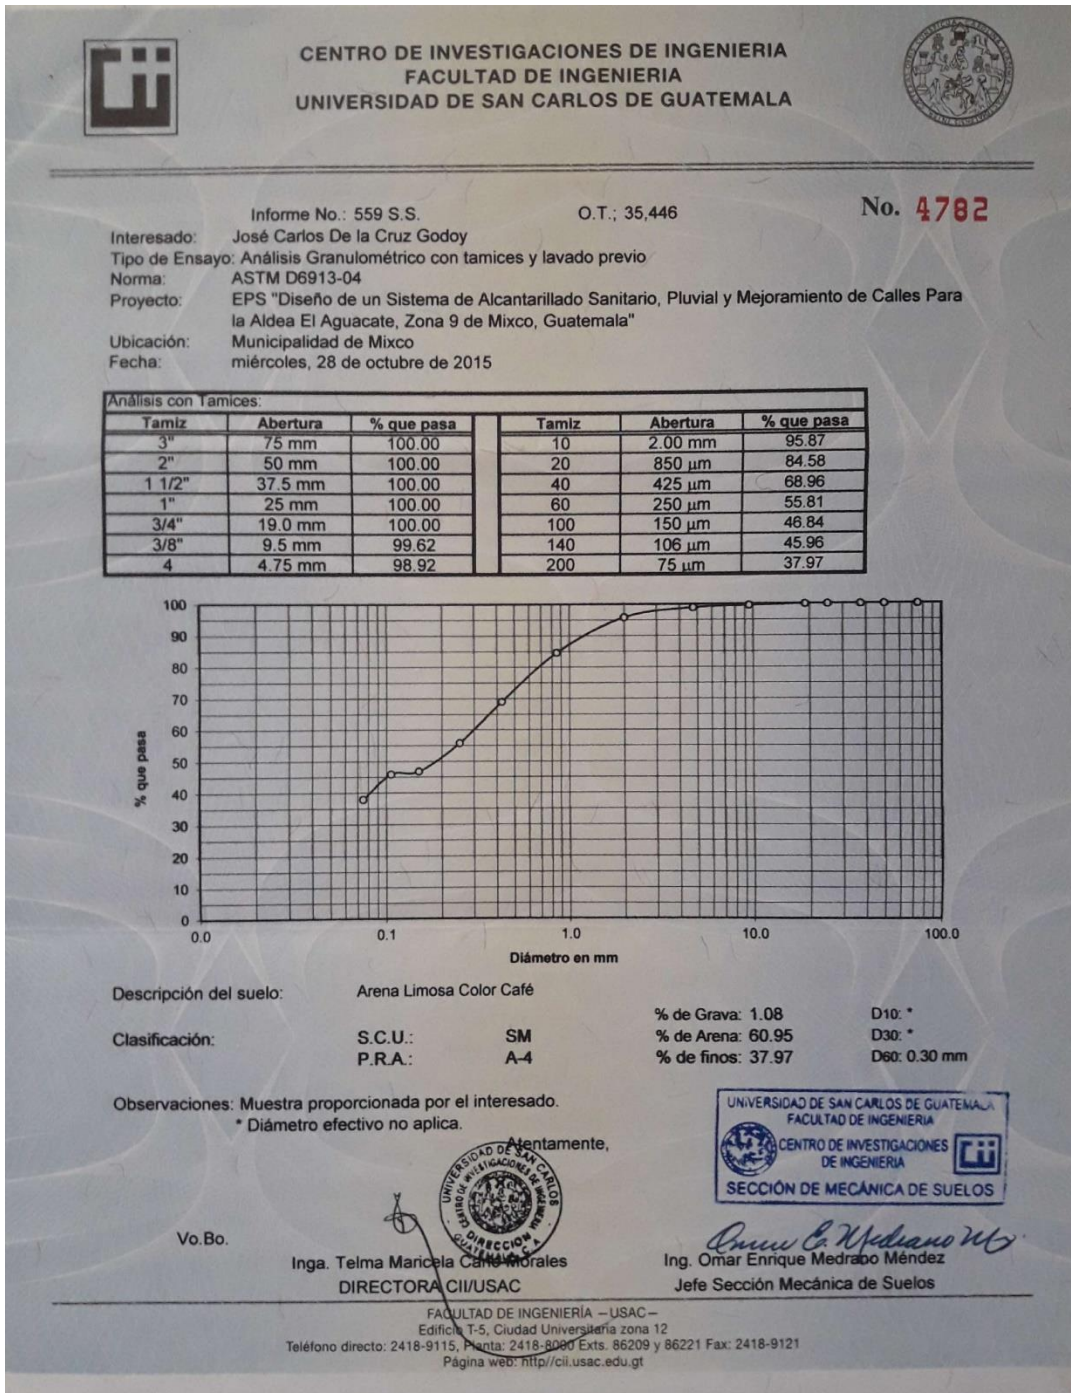 CENTRO DE INVESTIGACIONES DE INGENIERIA
FACULTAD DE INGENIERIA
UNIVERSIDAD DE SAN CARLOS DE GUATEMALA
Informe No.: 559 S.S. O.T.; 35,446 No. 4782
Interesado: José Carlos De la Cruz Godoy
Tipo de Ensayo: Análisis Granulométrico con tamices y lavado previo
Norma: ASTM D6913-04
Proyecto: EPS "Diseño de un Sistema de Alcantarillado Sanitario, Pluvial y Mejoramiento de Calles Para
la Aldea El Aguacate, Zona 9 de Mixco, Guatemala"
Ubicación: Municipalidad de Mixco
Fecha: miércoles, 28 de octubre de 2015
Análisis con Tamices:
Tamiz Abertura % que pasa Tamiz Abertura % que pasa
3" 75 mm 100.00 10 2.00 mm 95.87
2" 50 mm 100.00 20 850 µm 84.58
1 1/2" 37.5 mm 100.00 40 425 µm 68.96
1" 25 mm 100.00 60 250 µm 55.81
3/4" 19.0 mm 100.00 100 150 µm 46.84
3/8" 9.5 mm 99.62 140 106 µm 45.96
4 4.75 mm 98.92 200 75 µm 37.97
100
90
80
70
60
50
40
30
20
10
0
% que pasa
0.0 0.1 1.0 10.0 100.0
Diámetro en mm
Descripción del suelo: Arena Limosa Color Café
% de Grava: 1.08 D10: *
Clasificación: S.C.U.: SM % de Arena: 60.95 D30: *
P.R.A.: A-4 % de finos: 37.97 D60: 0.30 mm
Observaciones: Muestra proporcionada por el interesado.
* Diámetro efectivo no aplica.
Atentamente,
UNIVERSIDAD DE SAN CARLOS DE GUATEMALA
FACULTAD DE INGENIERIA
CENTRO DE INVESTIGACIONES
DE INGENIERIA
SECCIÓN DE MECÁNICA DE SUELOS
UNIVERSIDAD DE SAN CARLOS
CENTRO DE INVESTIGACIONES DE INGENIERIA
DIRECCION
GUATEMALA, C. A.
Vo.Bo.
Inga. Telma Maricela Cano Morales Ing. Omar Enrique Medrano Méndez
DIRECTORA CII/USAC Jefe Sección Mecánica de Suelos
FACULTAD DE INGENIERÍA —USAC—
Edificio T-5, Ciudad Universitaria zona 12
Teléfono directo: 2418-9115, Planta: 2418-8000 Exts. 86209 y 86221 Fax: 2418-9121
Página web: http//cii.usac.edu.gt